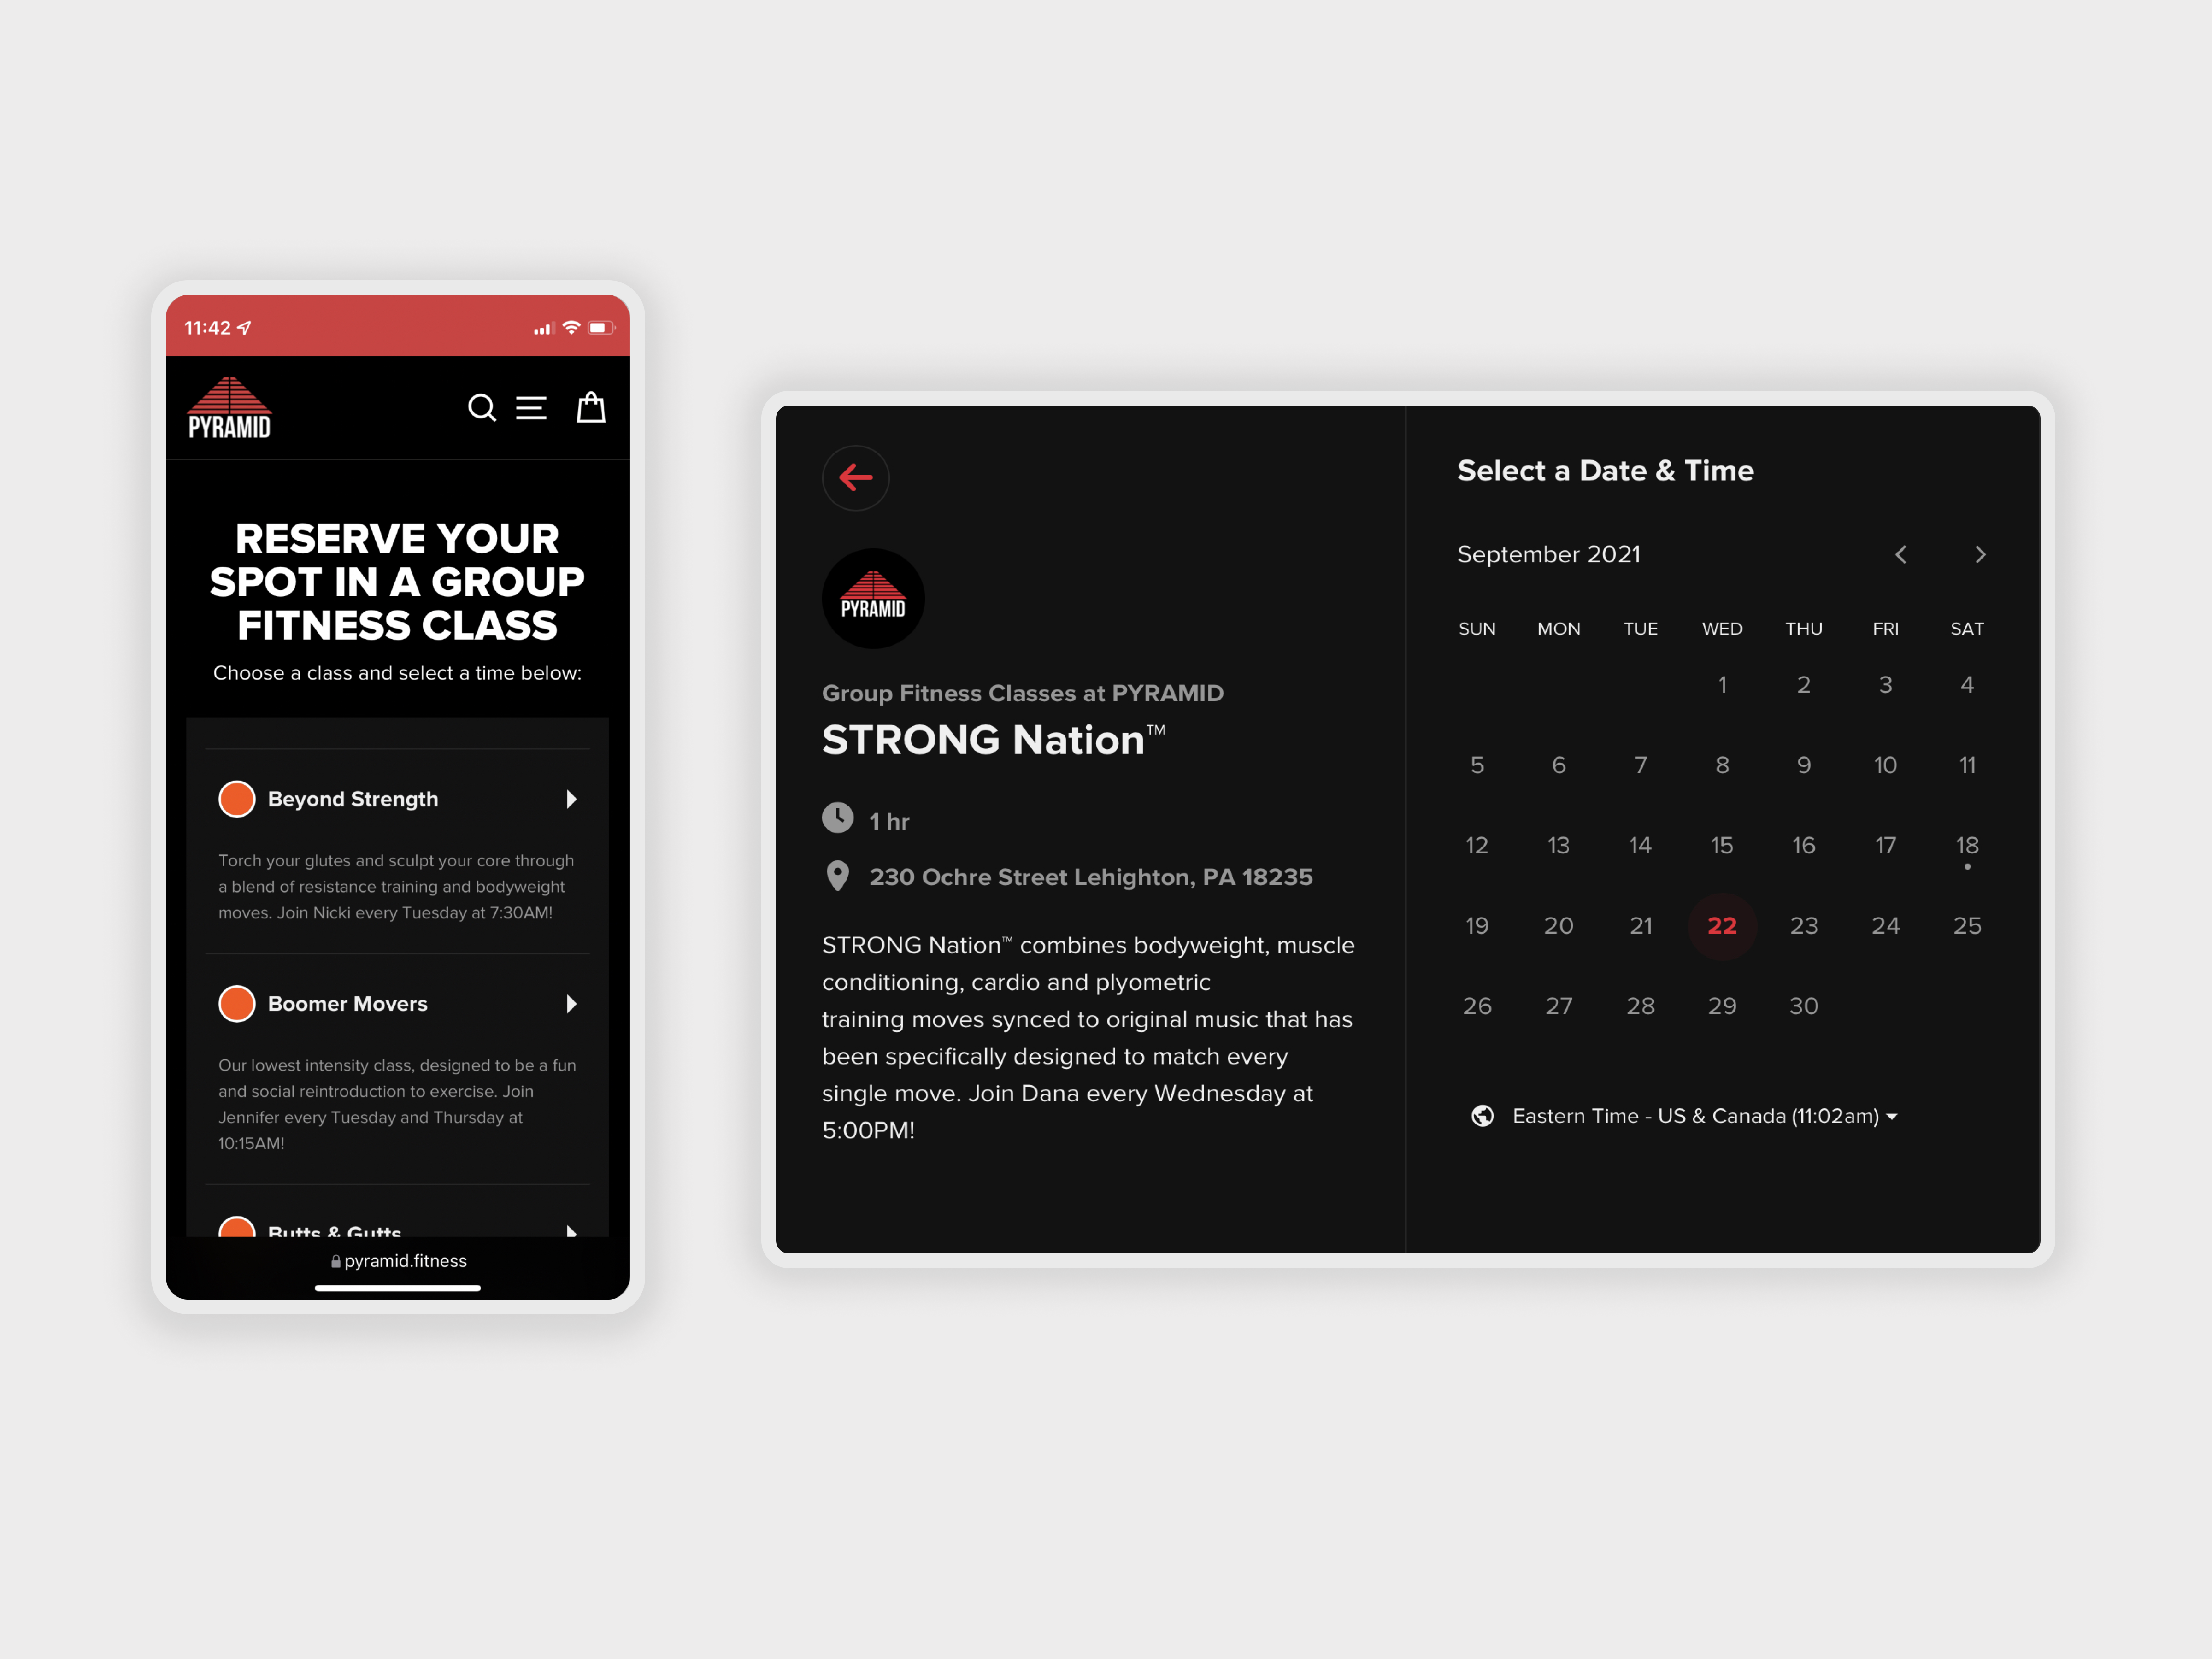 11:42
PYRAMID
RESERVE YOUR
SPOT IN A GROUP
FITNESS CLASS
Choose a class and select a time below:
Beyond Strength
Torch your glutes and sculpt your core through
a blend of resistance training and bodyweight
moves. Join Nicki every Tuesday at 7:30AM!
Boomer Movers
Our lowest intensity class, designed to be a fun
and social reintroduction to exercise. Join
Jennifer every Tuesday and Thursday at
10:15AM!
Butts & Gutts
pyramid.fitness
PYRAMID
Group Fitness Classes at PYRAMID
STRONG Nation™
1 hr
230 Ochre Street Lehighton, PA 18235
STRONG Nation™ combines bodyweight, muscle
conditioning, cardio and plyometric
training moves synced to original music that has
been specifically designed to match every
single move. Join Dana every Wednesday at
5:00PM!
Select a Date & Time
September 2021
SUN MON TUE WED THU FRI SAT
1 2 3 4
5 6 7 8 9 10 11
12 13 14 15 16 17 18
19 20 21 22 23 24 25
26 27 28 29 30
Eastern Time - US & Canada (11:02am)